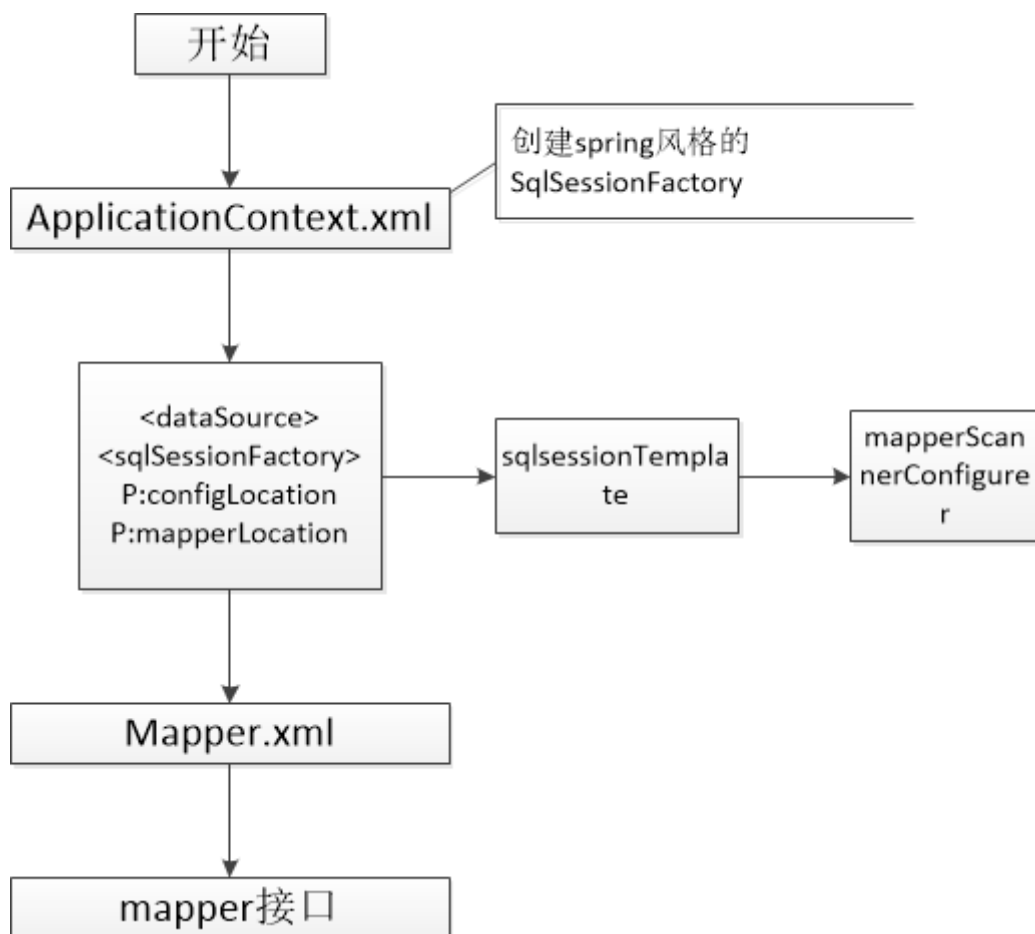 开始
创建spring风格的
SqlSessionFactory
ApplicationContext.xml
<dataSource>
<sqlSessionFactory>
P:configLocation
P:mapperLocation
sqlsessionTempla
te
mapperScan
nerConfigure
r
Mapper.xml
mapper接口